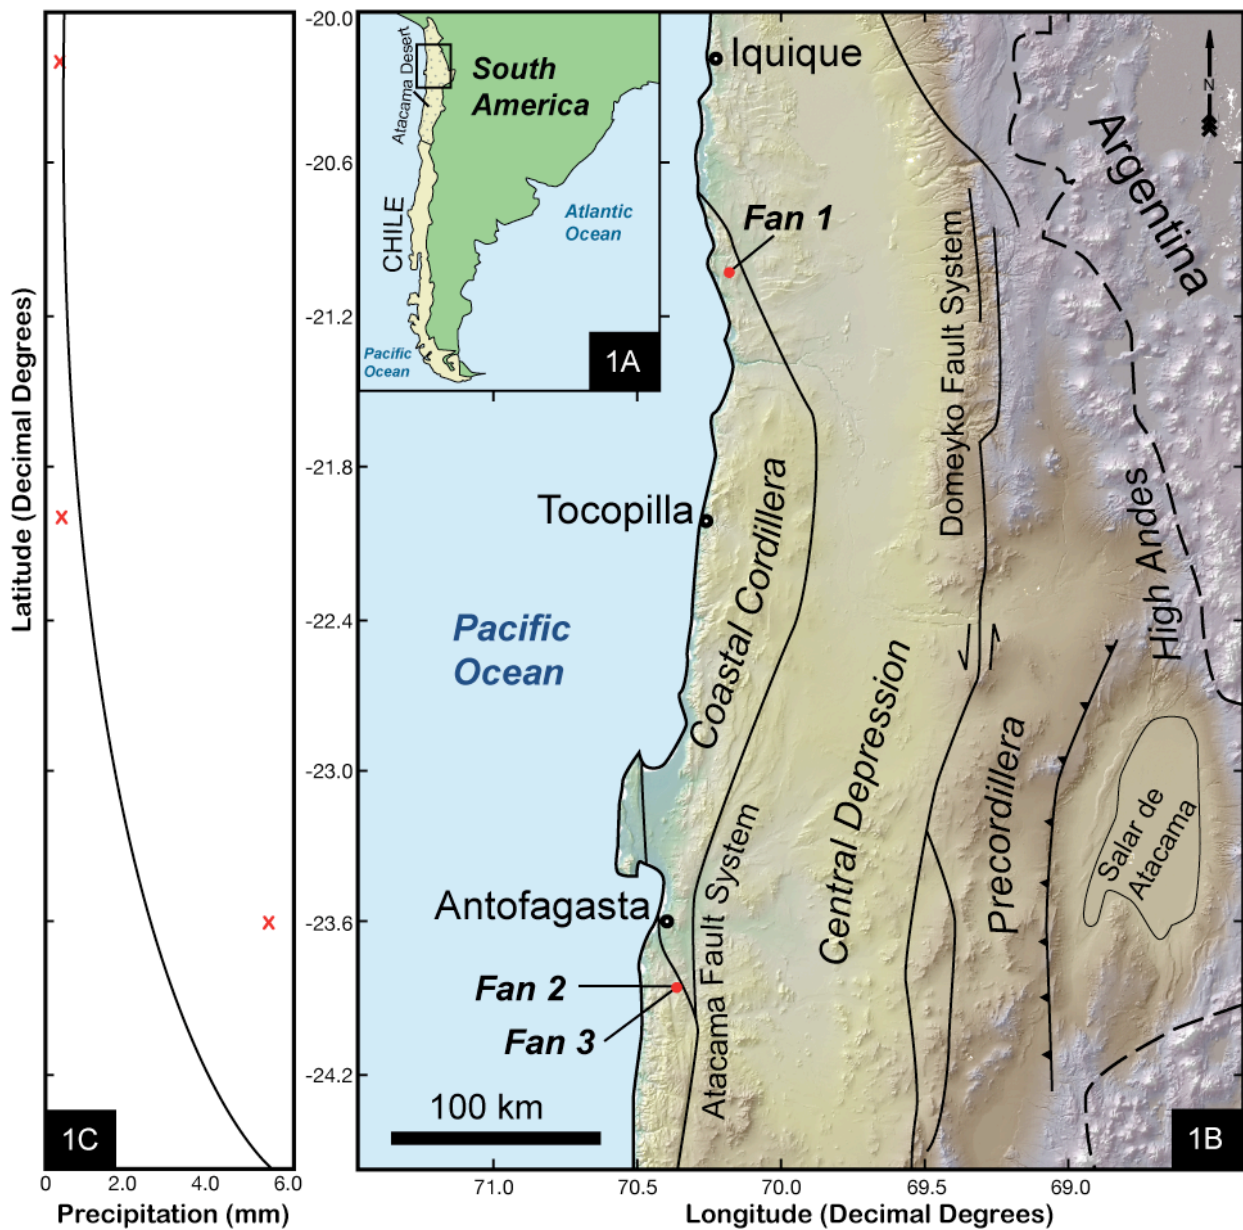 Latitude (Decimal Degrees)
1C
0
2.0
4.0
6.0
Precipitation (mm)
-20.0
-20.6
-21.2
-21.8
-22.4
-23.0
-23.6
-24.2
Atacama Desert
South
America
CHILE
Atlantic
Ocean
Pacific
Ocean
1A
Iquique
N
Argentina
Fan 1
Domeyko Fault System
Tocopilla
Coastal Cordillera
High Andes
Pacific
Ocean
Central Depression
Precordillera
Salar de
Atacama
Antofagasta
Atacama Fault System
Fan 2
Fan 3
100 km
1B
71.0
70.5
70.0
69.5
69.0
Longitude (Decimal Degrees)